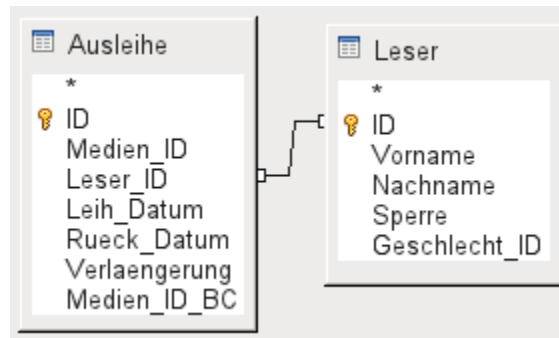 Ausleihe
*
ID
Medien_ID
Leser_ID
Leih_Datum
Rueck_Datum
Verlaengerung
Medien_ID_BC
Leser
*
ID
Vorname
Nachname
Sperre
Geschlecht_ID